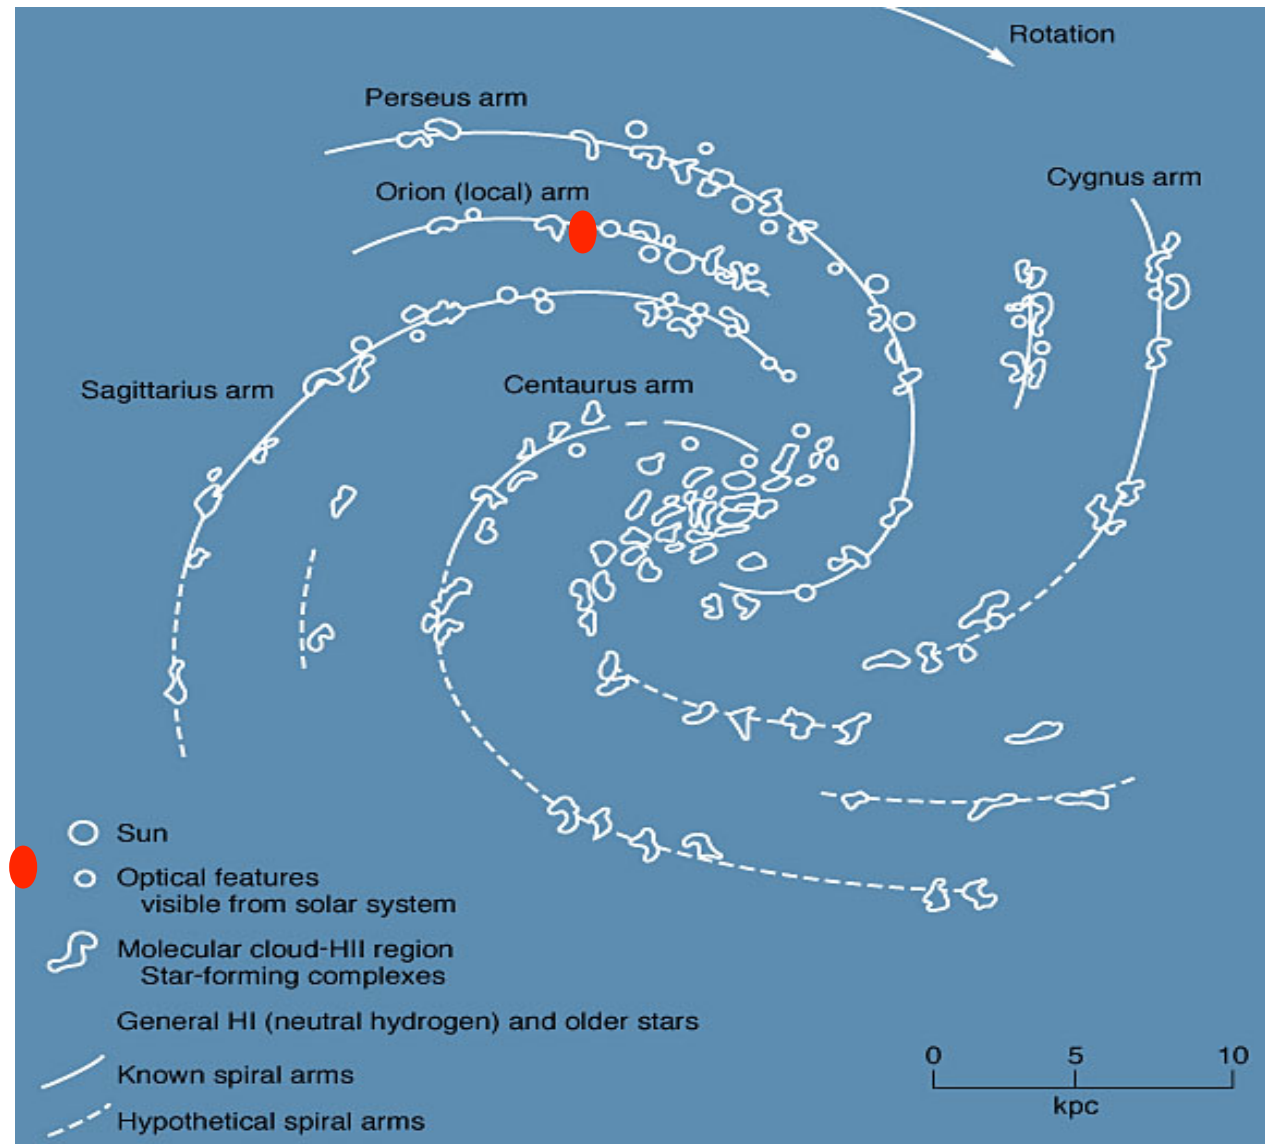 Rotation
Perseus arm
Cygnus arm
Orion (local) arm
Sagittarius arm
Centaurus arm
Sun
Optical features
visible from solar system
Molecular cloud-HII region
Star-forming complexes
General HI (neutral hydrogen) and older stars
Known spiral arms
Hypothetical spiral arms
0 5 10
kpc